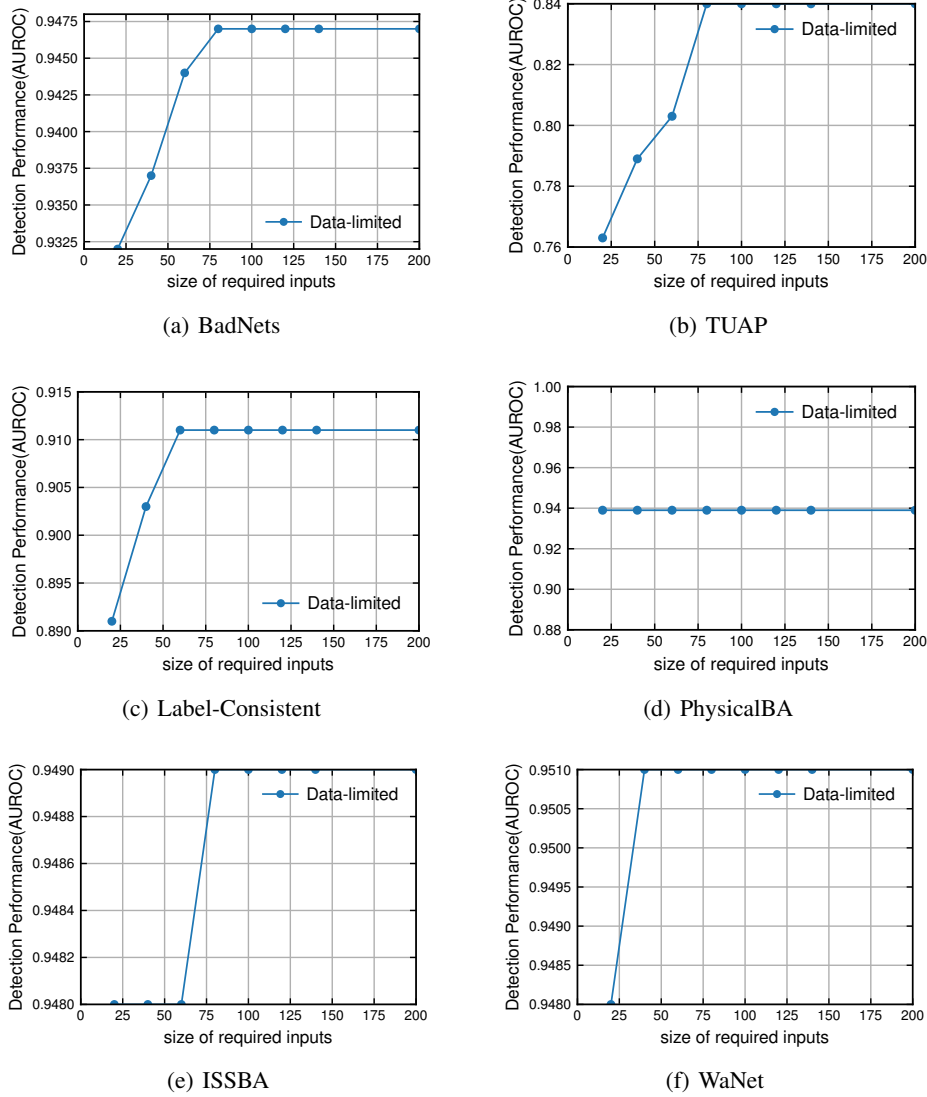 0.9475
0.9450
0.9425
0.9400
0.9375
0.9350
0.9325
Detection Performance(AUROC)
Data-limited
0 25 50 75 100 125 150 175 200
size of required inputs
(a) BadNets
0.84
0.82
0.80
0.78
0.76
Detection Performance(AUROC)
Data-limited
0 25 50 75 100 125 150 175 200
size of required inputs
(b) TUAP
0.915
0.910
0.905
0.900
0.895
0.890
Detection Performance(AUROC)
Data-limited
0 25 50 75 100 125 150 175 200
size of required inputs
(c) Label-Consistent
1.00
0.98
0.96
0.94
0.92
0.90
0.88
Detection Performance(AUROC)
Data-limited
0 25 50 75 100 125 150 175 200
size of required inputs
(d) PhysicalBA
0.9490
0.9488
0.9486
0.9484
0.9482
0.9480
Detection Performance(AUROC)
Data-limited
0 25 50 75 100 125 150 175 200
size of required inputs
(e) ISSBA
0.9510
0.9505
0.9500
0.9495
0.9490
0.9485
0.9480
Detection Performance(AUROC)
Data-limited
0 25 50 75 100 125 150 175 200
size of required inputs
(f) WaNet